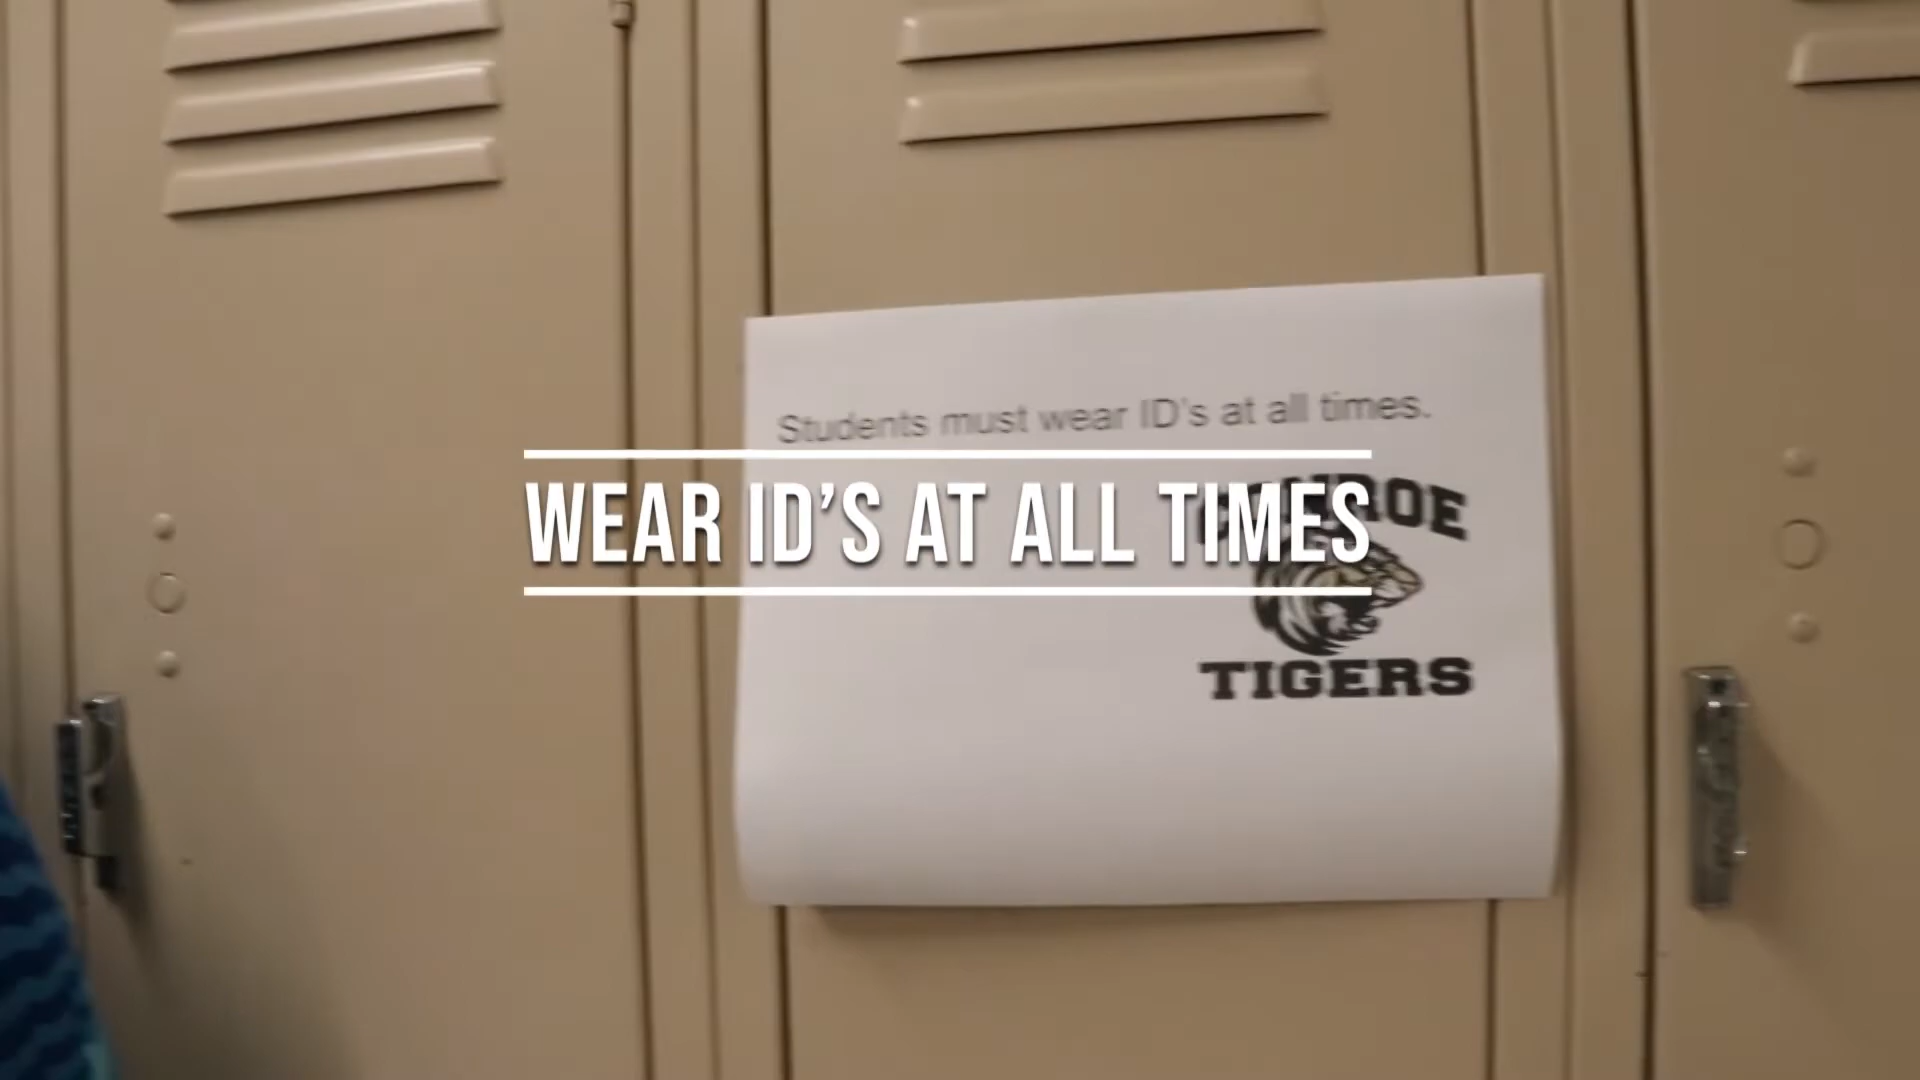 Students must wear ID's at all times.
WEAR ID'S AT ALL TIMES
TIGERS